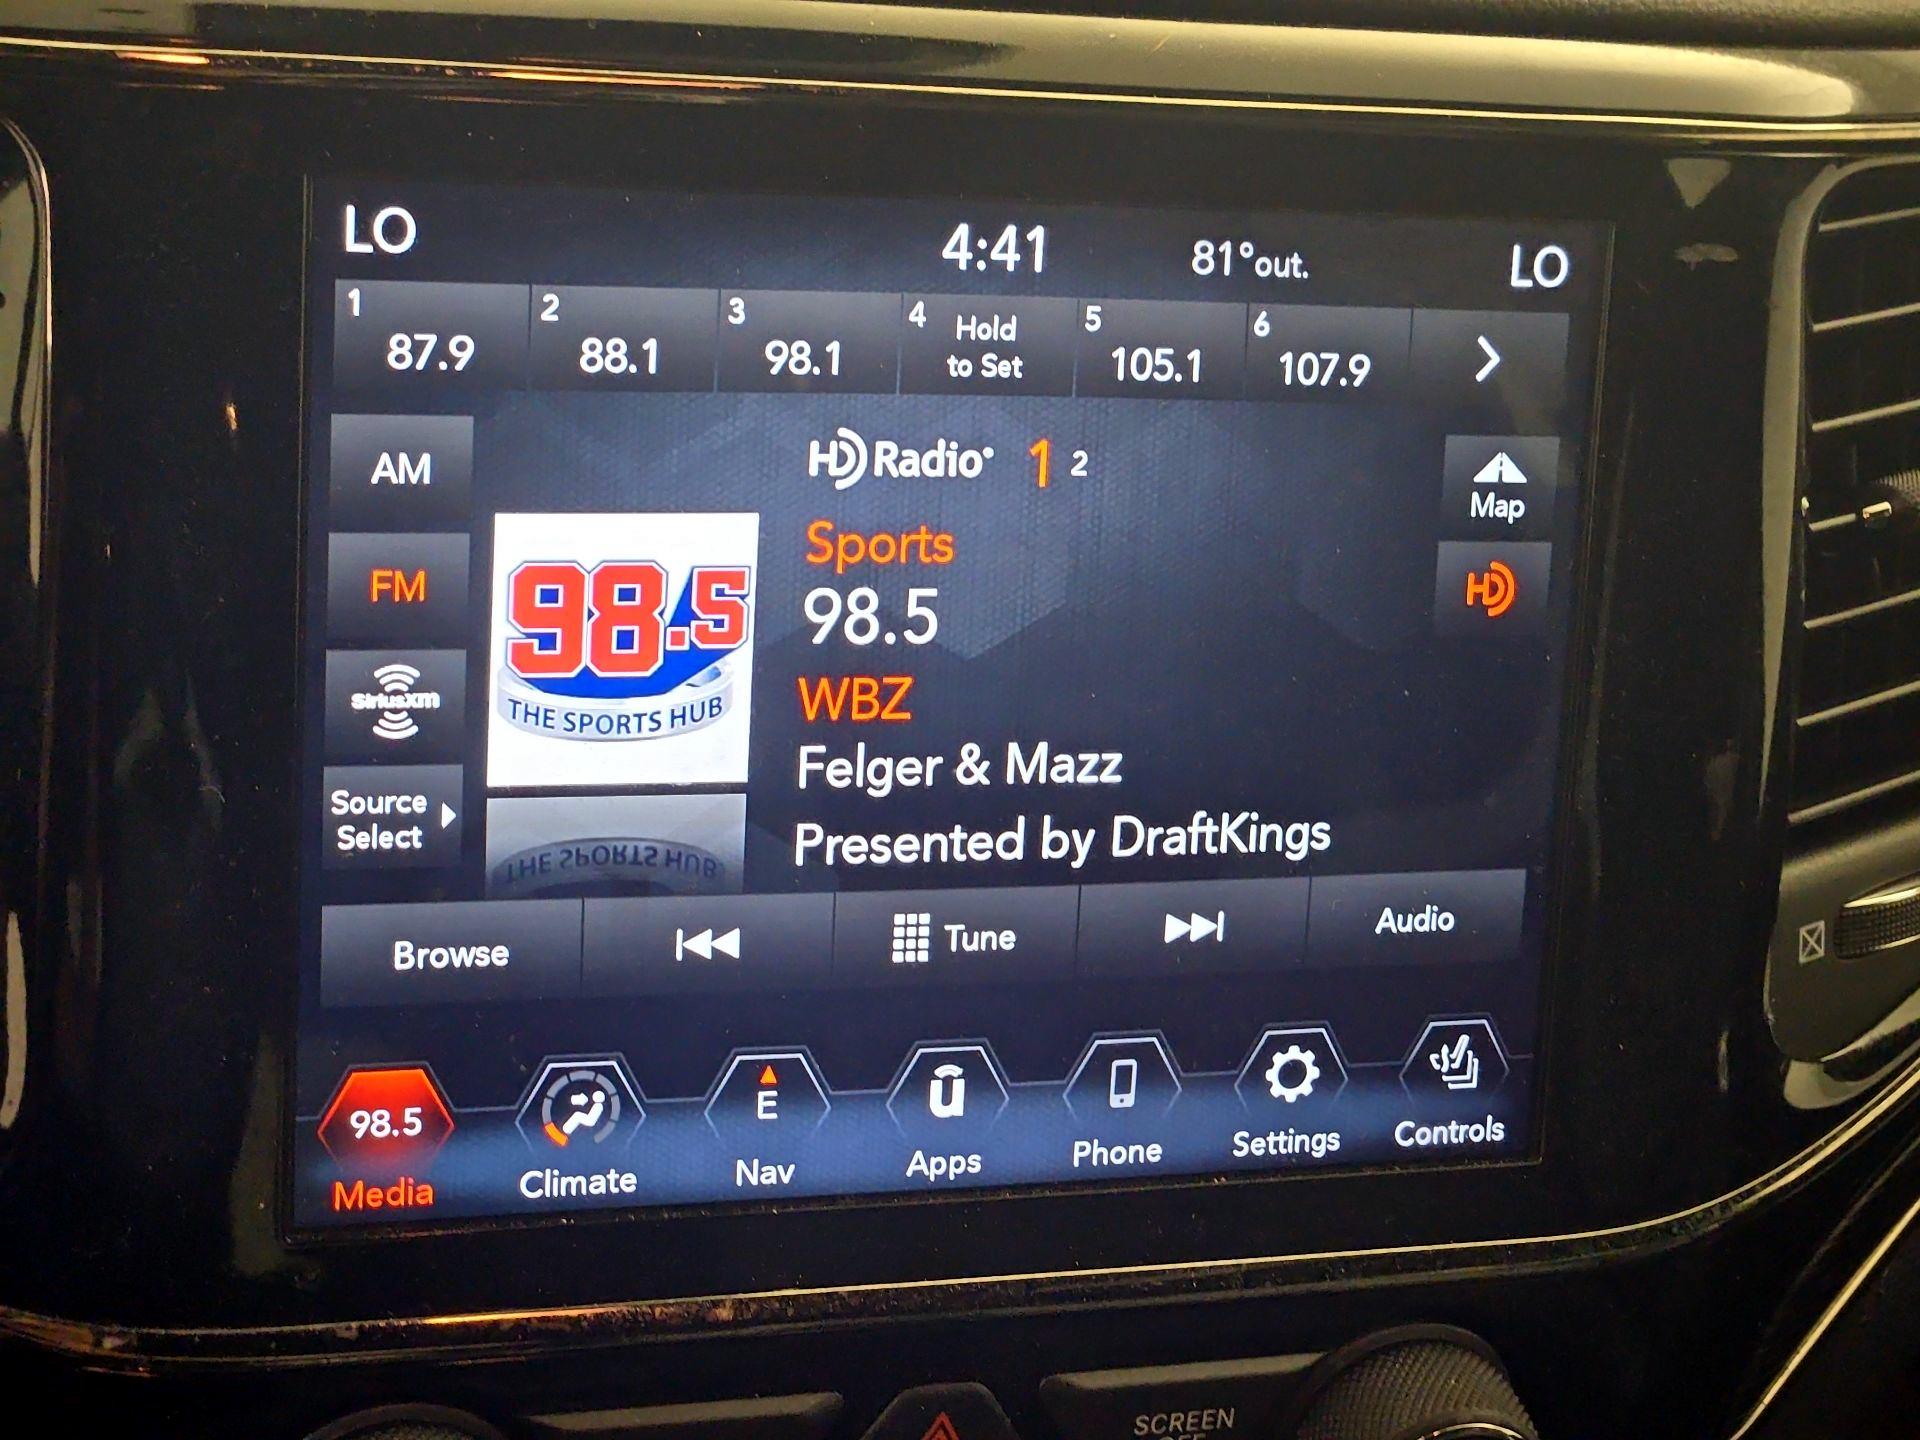 LO
4:41
81°out.
LO
1
87.9
2
88.1
3
98.1
4
Hold
to Set
5
105.1
6
107.9
AM
HD Radio
1
2
Map
Sports
98.5
FM
HD
98.5
THE SPORTS HUB
WBZ
SiriusXM
Felger & Mazz
Source
Select
Presented by DraftKings
THE SPORTS HUB
Browse
Tune
Audio
98.5
E
u
Media
Climate
Nav
Apps
Phone
Settings
Controls
SCREEN
OFF